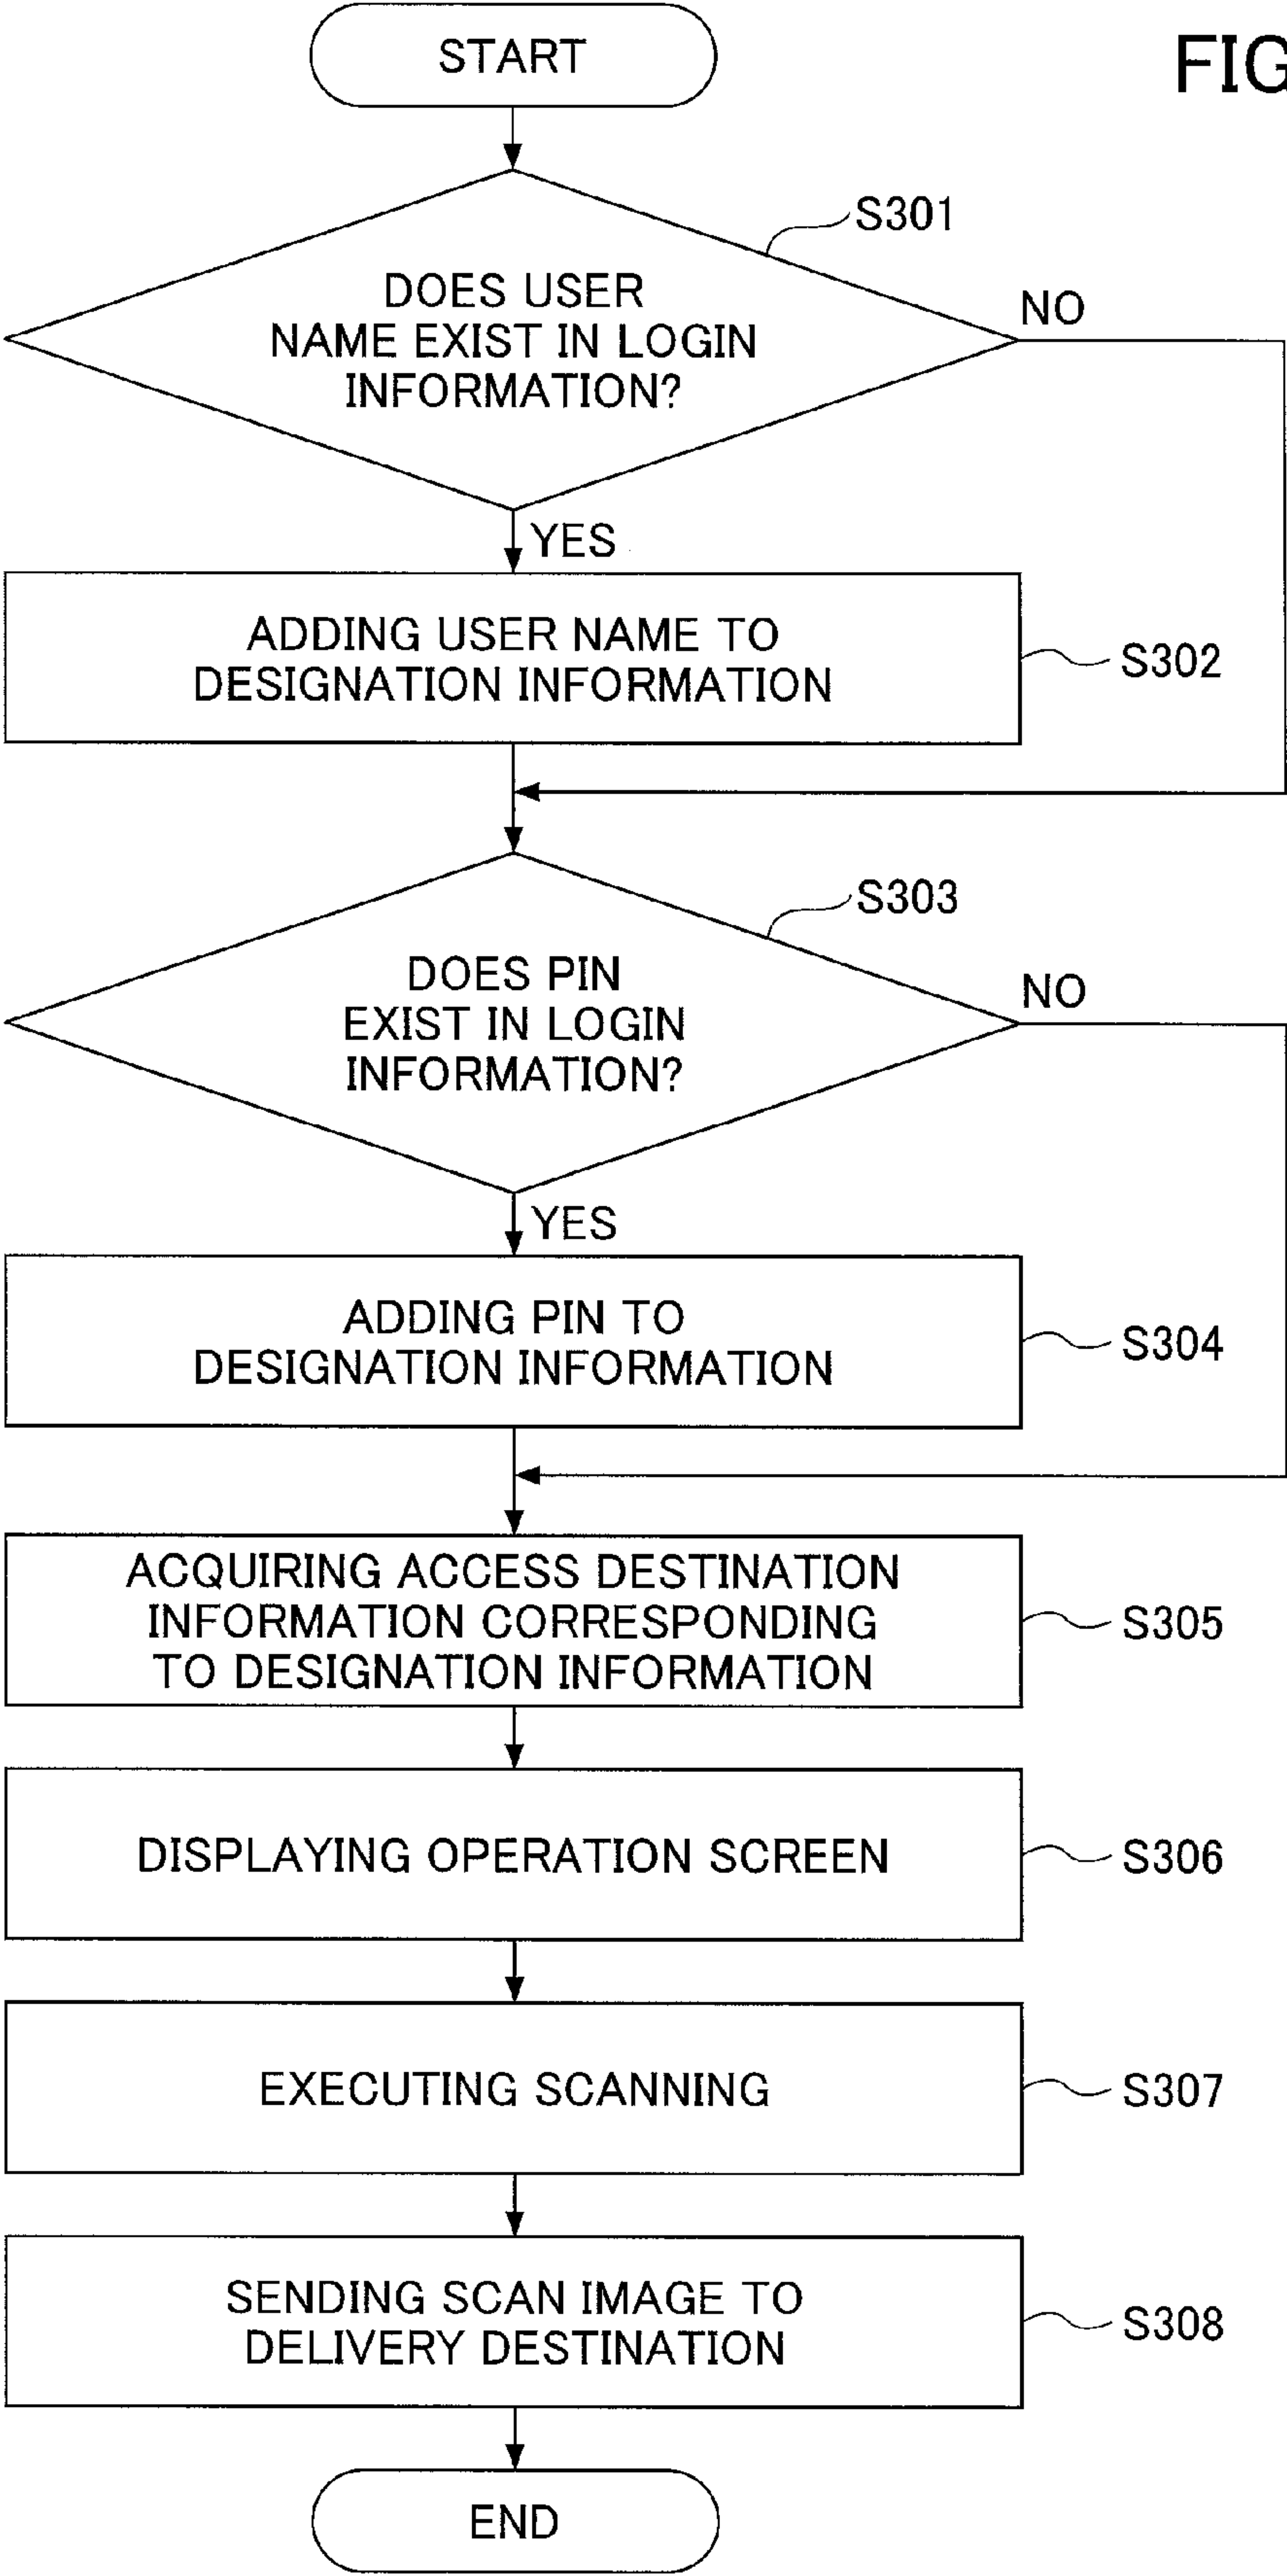 START
FIG
S301
DOES USER
NAME EXIST IN LOGIN
INFORMATION?
NO
YES
ADDING USER NAME TO
DESIGNATION INFORMATION
S302
S303
DOES PIN
EXIST IN LOGIN
INFORMATION?
NO
YES
ADDING PIN TO
DESIGNATION INFORMATION
S304
ACQUIRING ACCESS DESTINATION
INFORMATION CORRESPONDING
TO DESIGNATION INFORMATION
S305
DISPLAYING OPERATION SCREEN
S306
EXECUTING SCANNING
S307
SENDING SCAN IMAGE TO
DELIVERY DESTINATION
S308
END